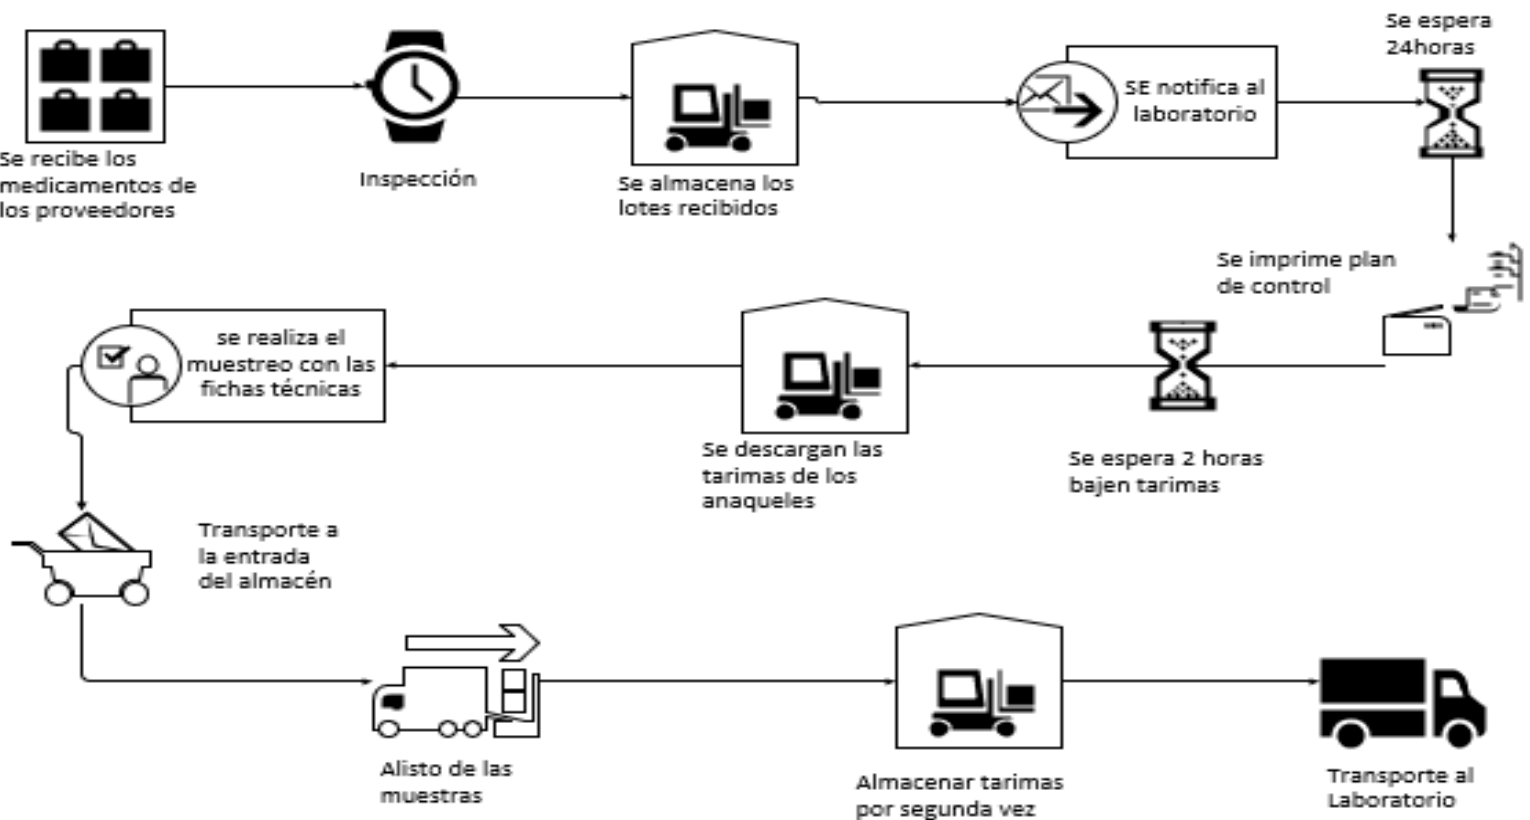 Se recibe los
medicamentos de
los proveedores
Inspección
Se almacena los
lotes recibidos
SE notifica al
laboratorio
Se espera
24horas
Se imprime plan
de control
Se espera 2 horas
bajen tarimas
Se descargan las
tarimas de los
anaqueles
se realiza el
muestreo con las
fichas técnicas
Transporte a
la entrada
del almacén
Alisto de las
muestras
Almacenar tarimas
por segunda vez
Transporte al
Laboratorio